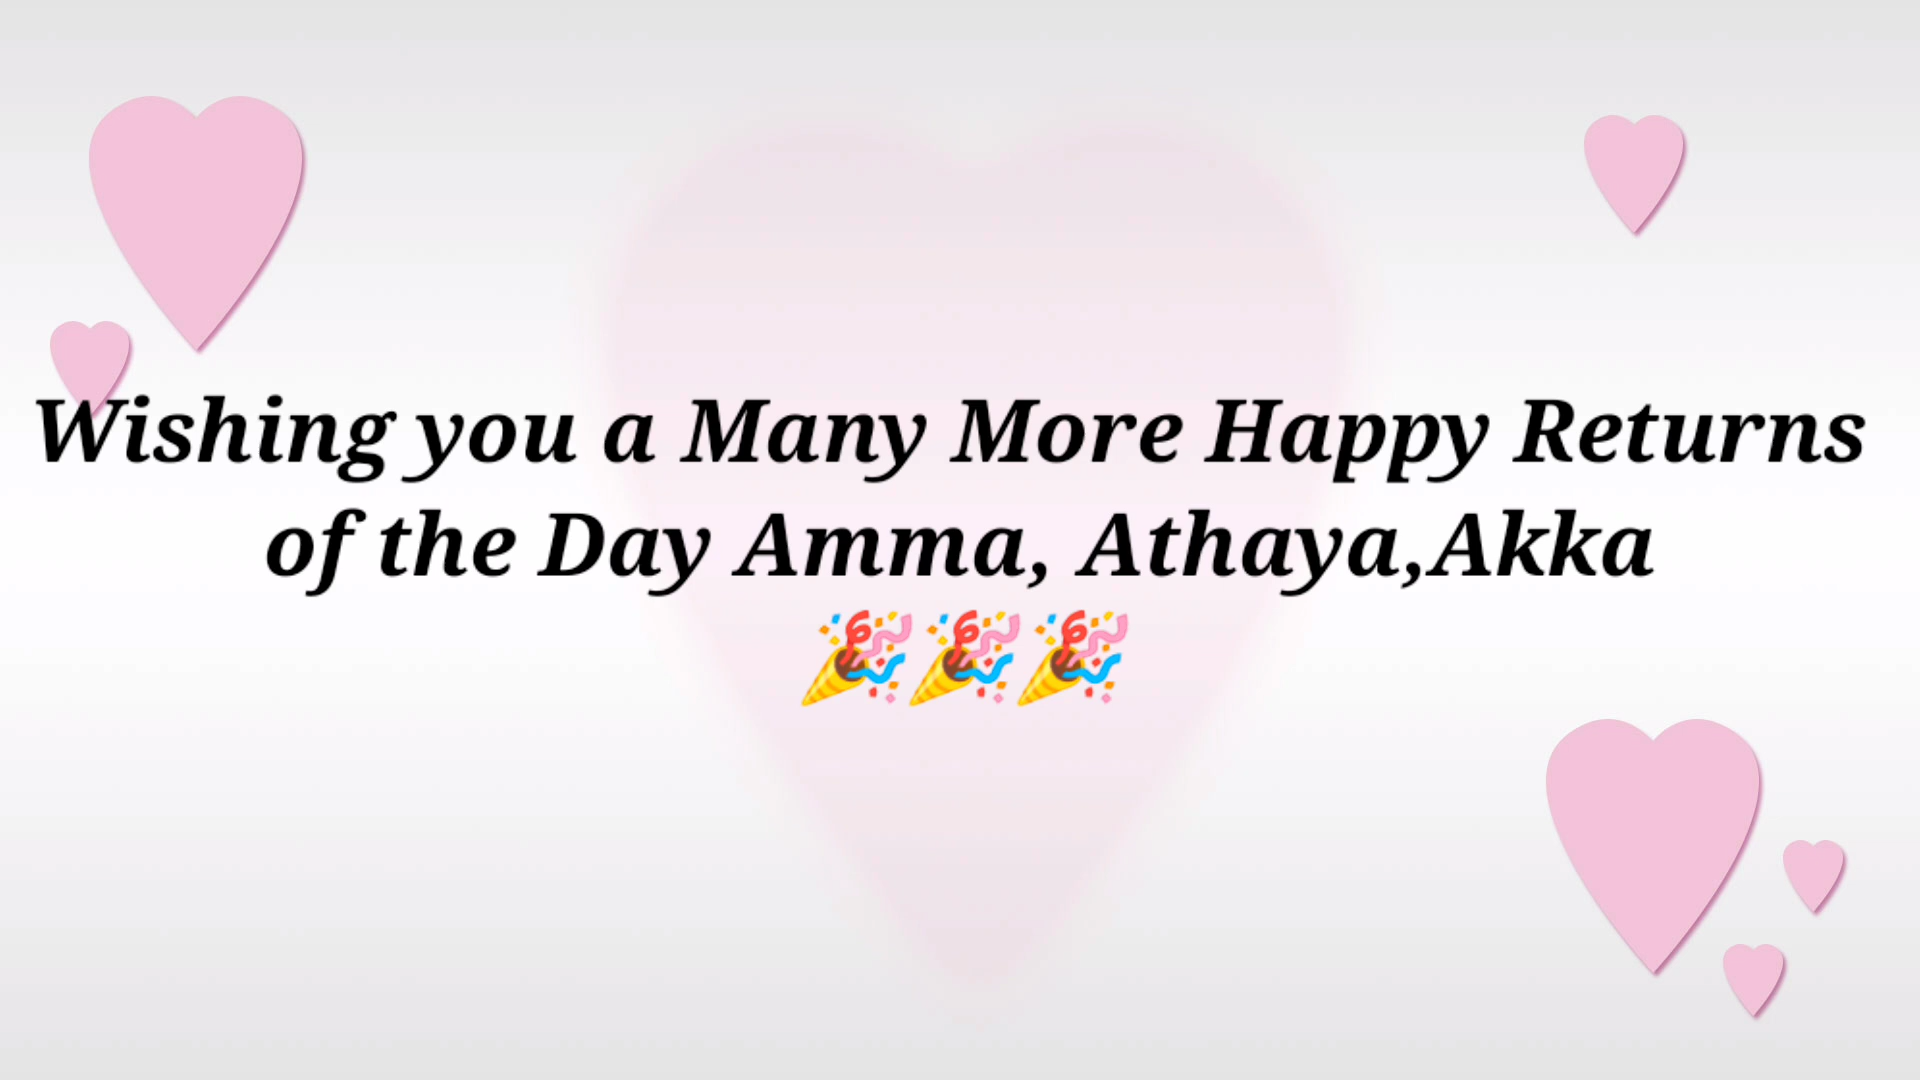 Wishing you a Many More Happy Returns
of the Day Amma, Athaya,Akka
🎉🎉🎉